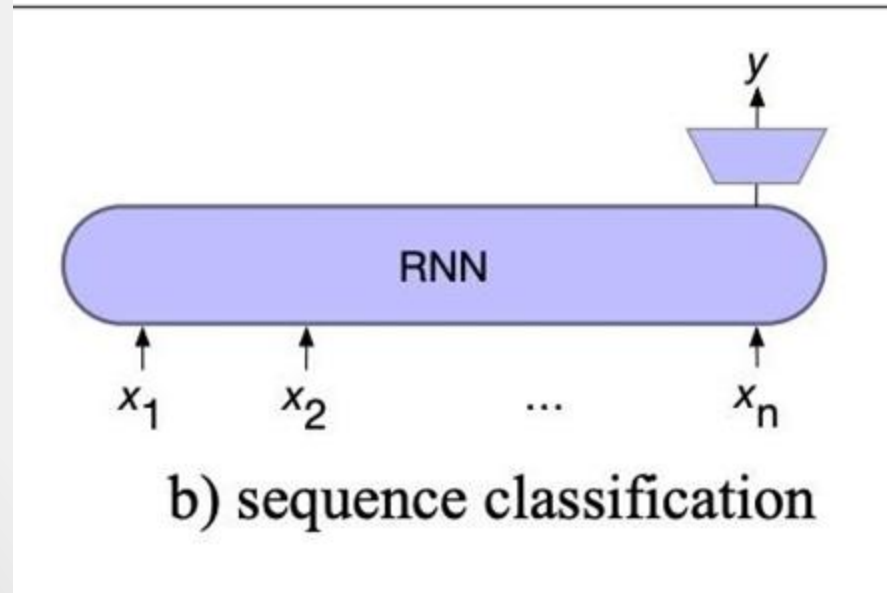 y
RNN
x1 x2 ... xn
b) sequence classification